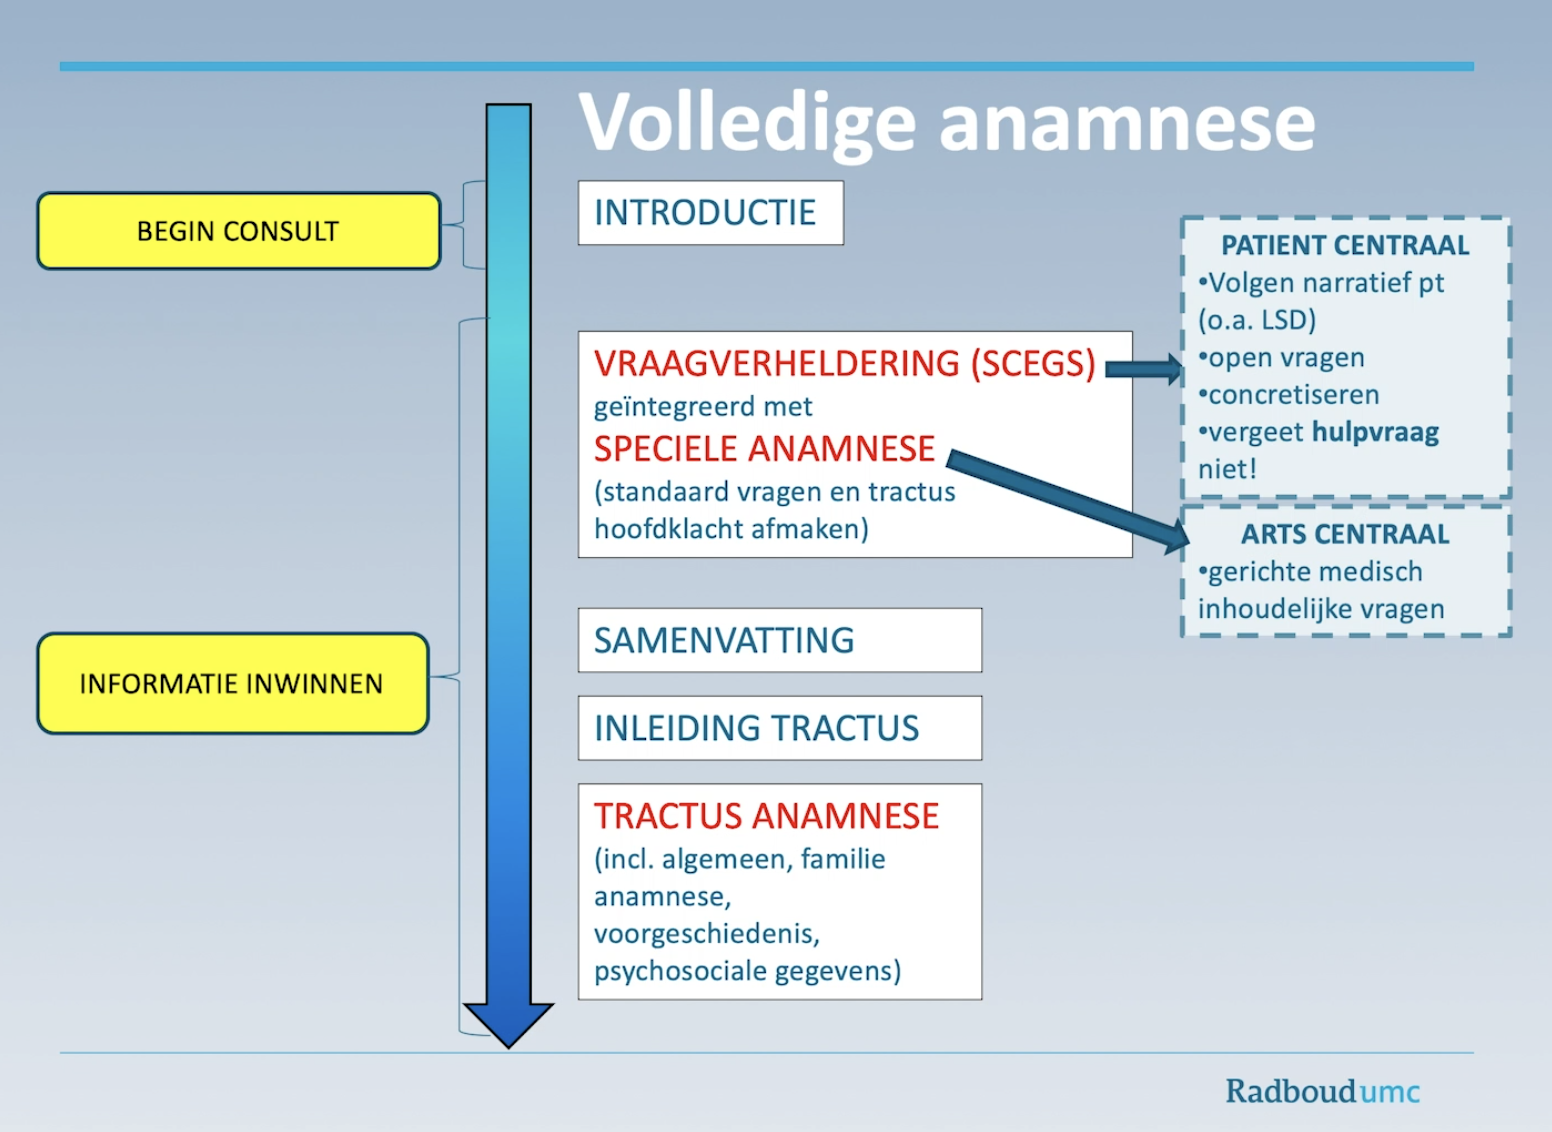 Volledige anamnese
BEGIN CONSULT
INTRODUCTIE
VRAAGVERHELDERING (SCEGS)
geïntegreerd met
SPECIELE ANAMNESE
(standaard vragen en tractus
hoofdklacht afmaken)
PATIENT CENTRAAL
•Volgen narratief pt
(o.a. LSD)
•open vragen
•concretiseren
•vergeet hulpvraag
niet!
ARTS CENTRAAL
•gerichte medisch
inhoudelijke vragen
INFORMATIE INWINNEN
SAMENVATTING
INLEIDING TRACTUS
TRACTUS ANAMNESE
(incl. algemeen, familie
anamnese,
voorgeschiedenis,
psychosociale gegevens)
Radboudumc